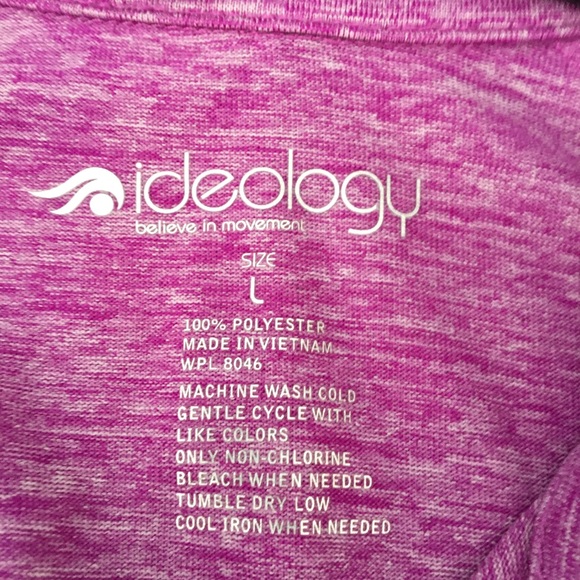 ideology
believe in movement
SIZE
L
100% POLYESTER
MADE IN VIETNAM
WPL 8046
MACHINE WASH COLD
GENTLE CYCLE WITH
LIKE COLORS
ONLY NON-CHLORINE
BLEACH WHEN NEEDED
TUMBLE DRY LOW
COOL IRON WHEN NEEDED